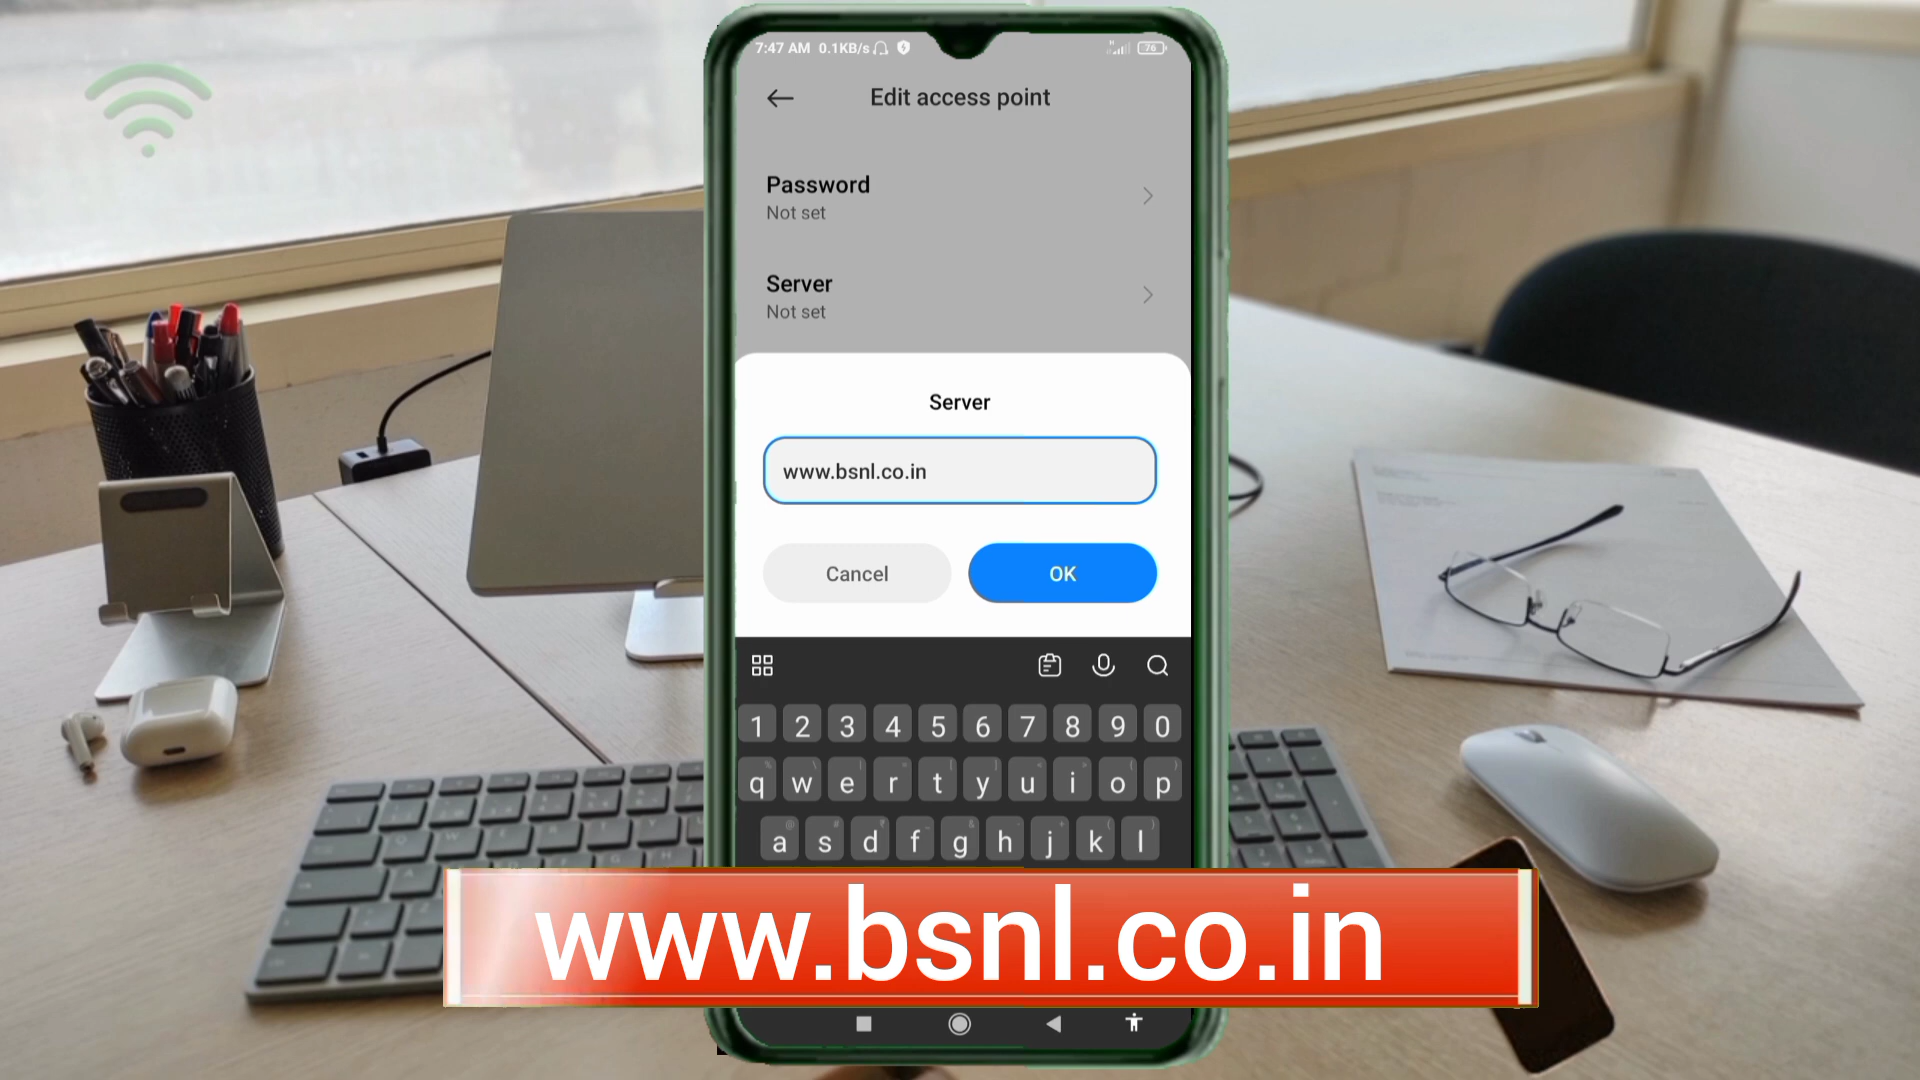 7:47 AM 0.1KB/s 76
Edit access point
Password
Not set
Server
Not set
Server
www.bsnl.co.in
Cancel OK
1 2 3 4 5 6 7 8 9 0
q w e r t y u i o p
a s d f g h j k l
www.bsnl.co.in